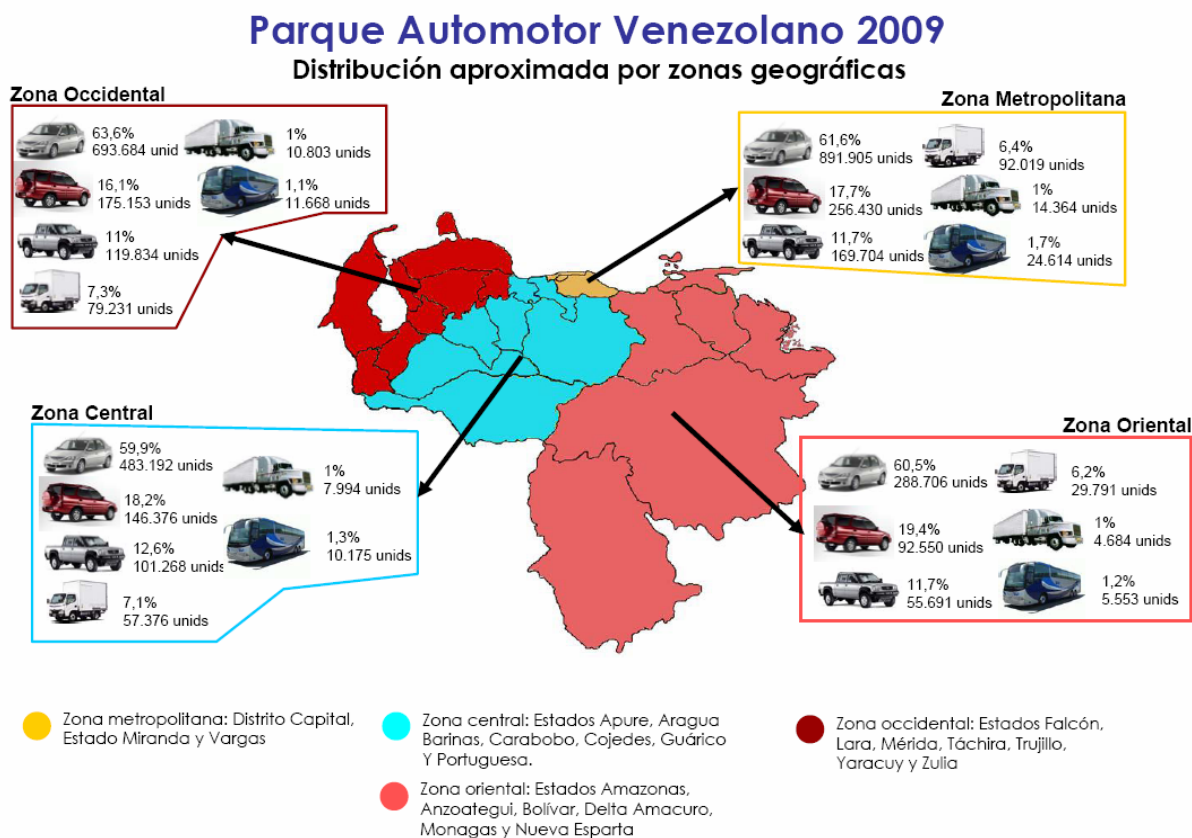 Parque Automotor Venezolano 2009
Distribución aproximada por zonas geográficas
Zona Occidental
63,6%
693.684 unid
1%
10.803 unids
16,1%
175.153 unids
1,1%
11.668 unids
11%
119.834 unids
7,3%
79.231 unids
Zona Metropolitana
61,6%
891.905 unids
6,4%
92.019 unids
17,7%
256.430 unids
1%
14.364 unids
11,7%
169.704 unids
1,7%
24.614 unids
Zona Central
59,9%
483.192 unids
1%
7.994 unids
18,2%
146.376 unids
1,3%
10.175 unids
12,6%
101.268 unids
7,1%
57.376 unids
Zona Oriental
60,5%
288.706 unids
6,2%
29.791 unids
19,4%
92.550 unids
1%
4.684 unids
11,7%
55.691 unids
1,2%
5.553 unids
Zona metropolitana: Distrito Capital,
Estado Miranda y Vargas
Zona central: Estados Apure, Aragua
Barinas, Carabobo, Cojedes, Guárico
Y Portuguesa.
Zona occidental: Estados Falcón,
Lara, Mérida, Táchira, Trujillo,
Yaracuy y Zulia
Zona oriental: Estados Amazonas,
Anzoategui, Bolívar, Delta Amacuro,
Monagas y Nueva Esparta